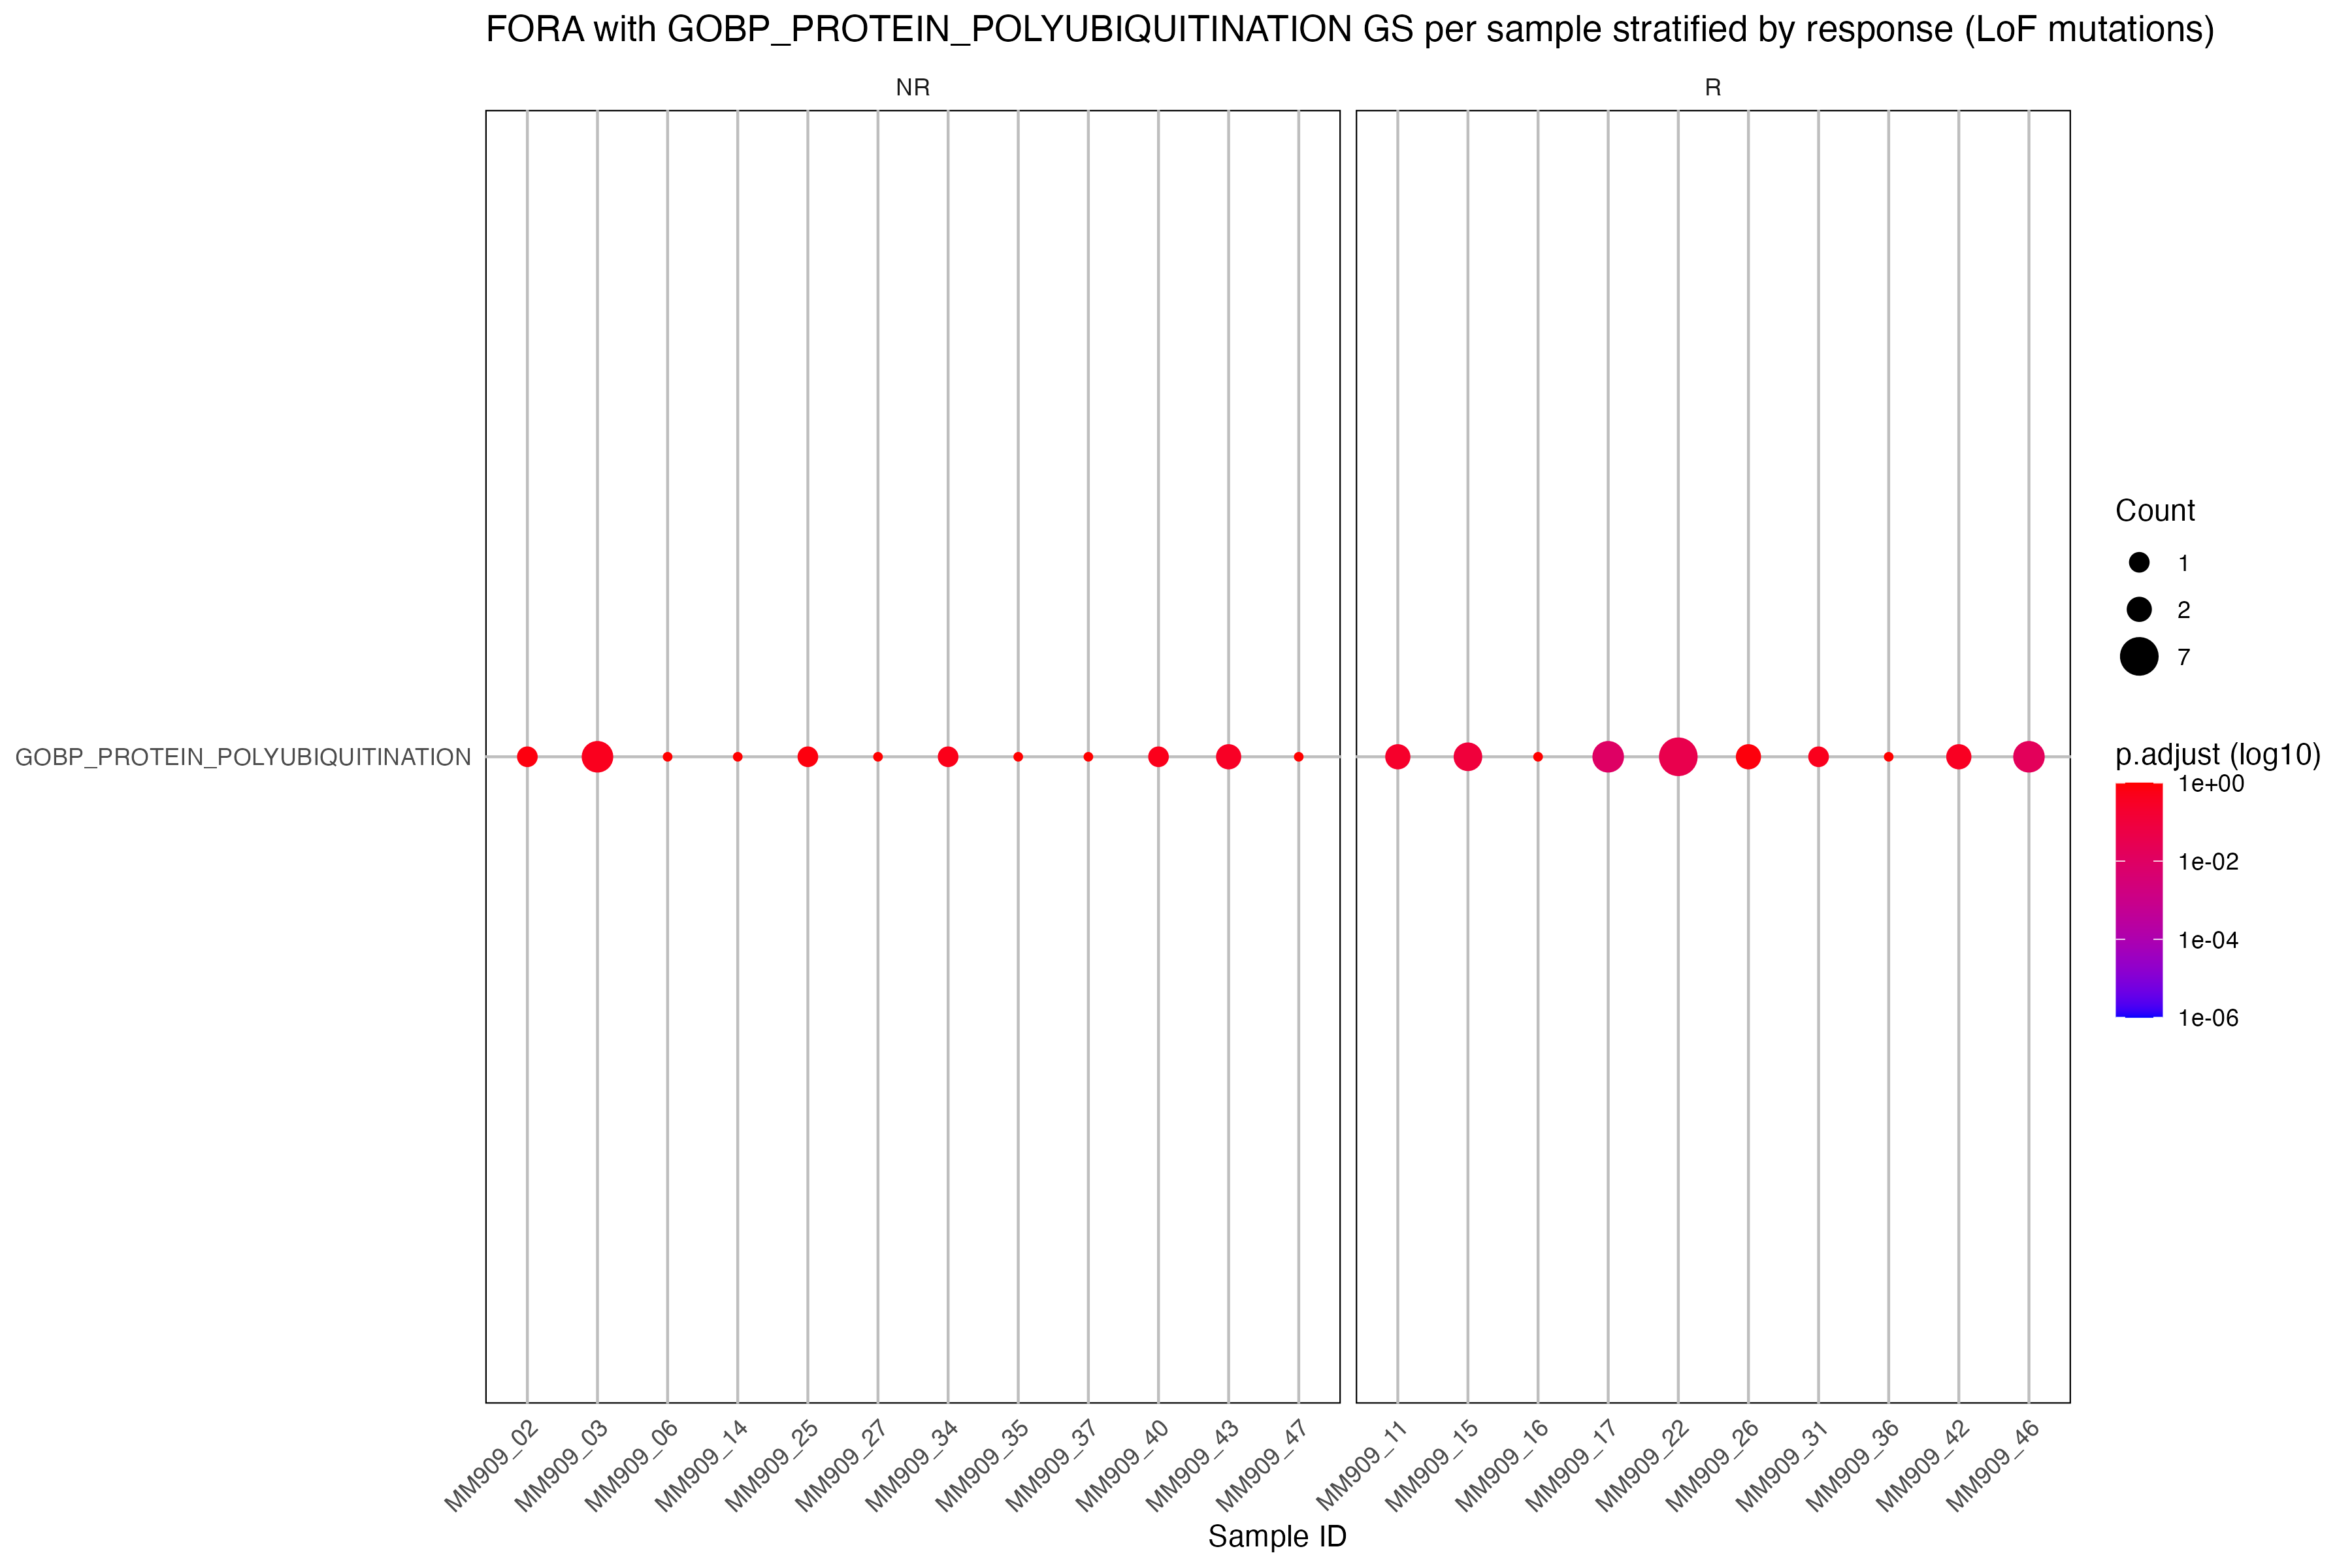 FORA with GOBP_PROTEIN_POLYUBIQUITINATION GS per sample stratified by response (LoF mutations)
NR
R
GOBP_PROTEIN_POLYUBIQUITINATION
MM909_02
MM909_03
MM909_06
MM909_14
MM909_25
MM909_27
MM909_34
MM909_35
MM909_37
MM909_40
MM909_43
MM909_47
MM909_11
MM909_15
MM909_16
MM909_17
MM909_22
MM909_26
MM909_31
MM909_36
MM909_42
MM909_46
Sample ID
Count
1
2
7
p.adjust (log10)
1e+00
1e-02
1e-04
1e-06